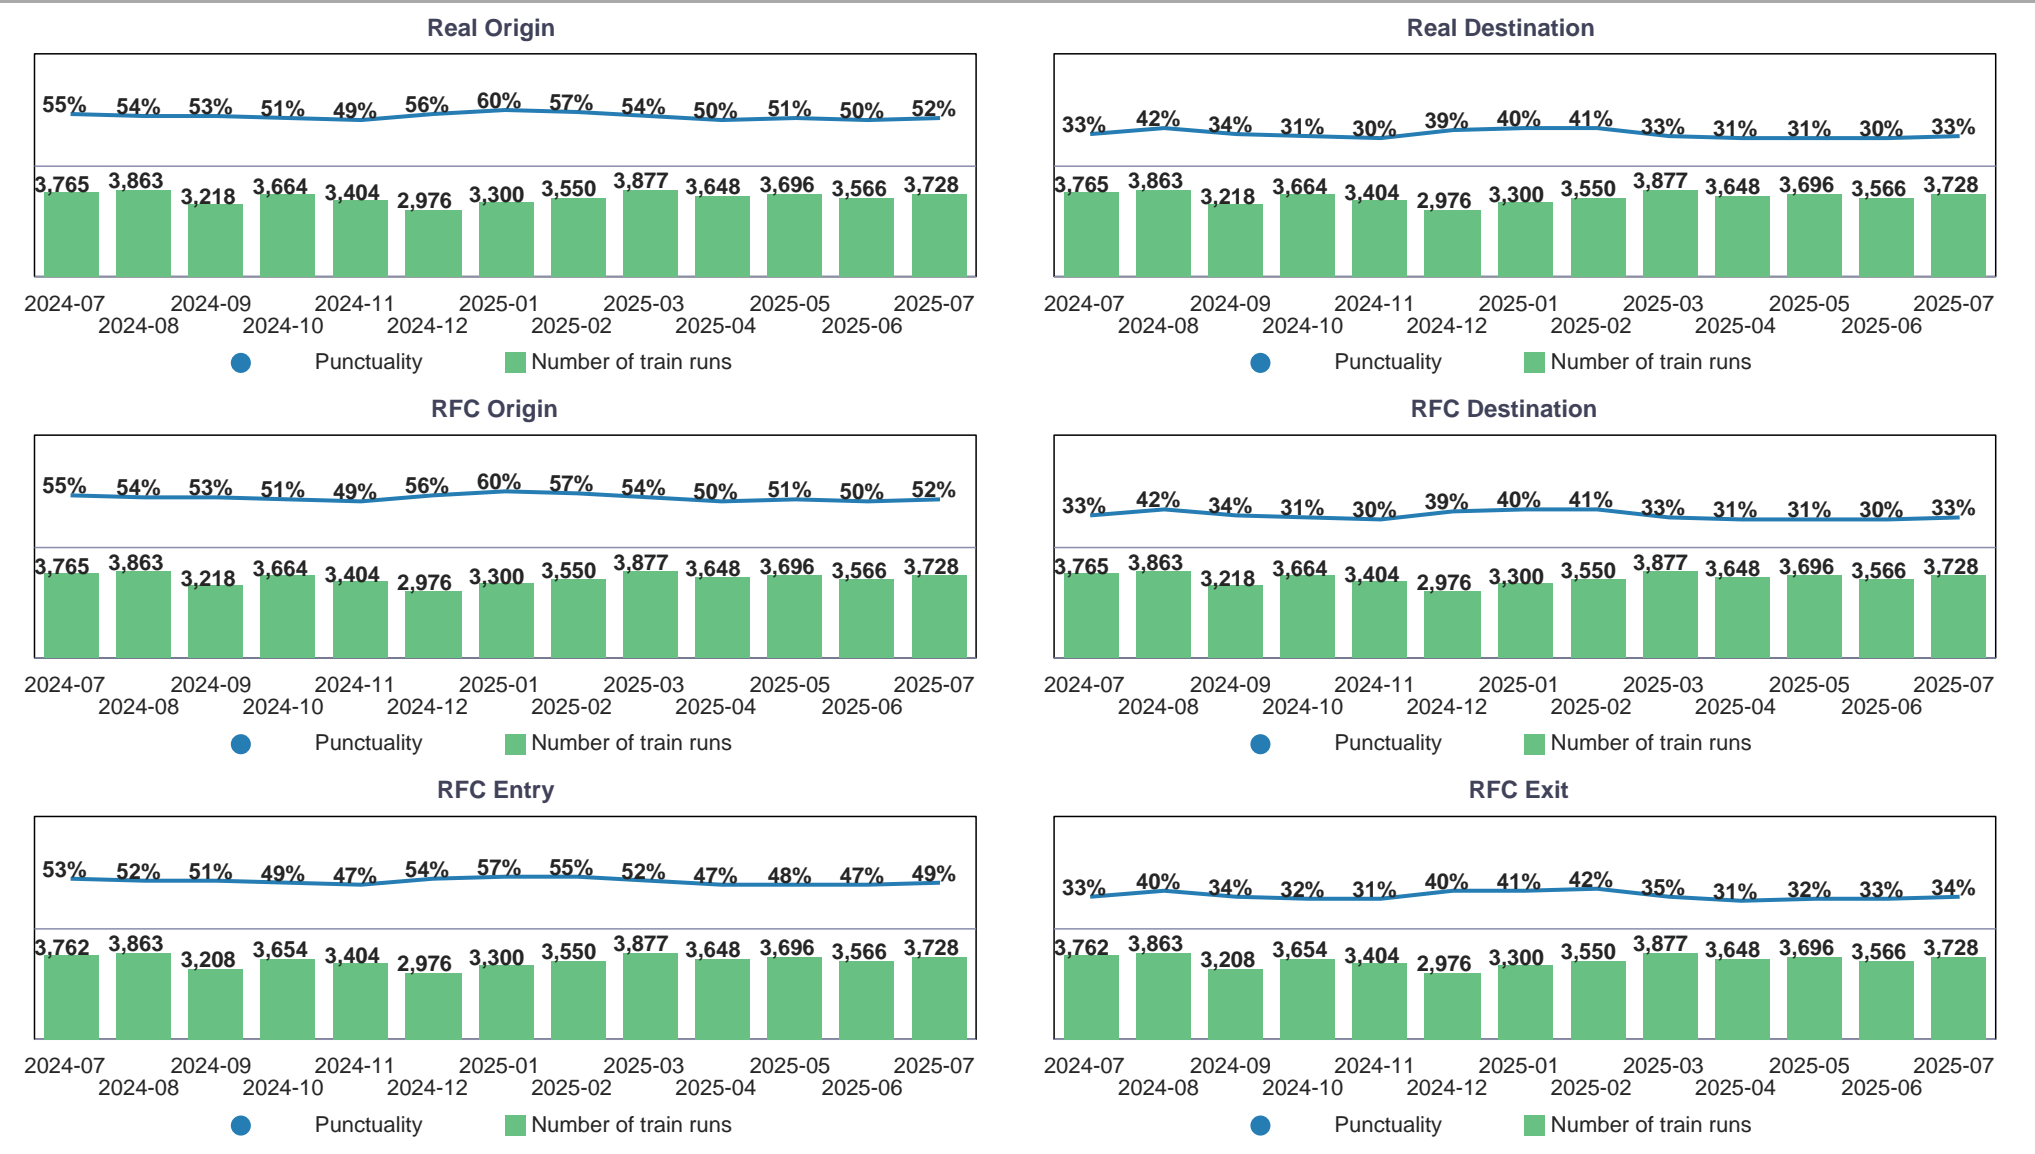 Real Origin
55% 54% 53% 51% 49% 56% 60% 57% 54% 50% 51% 50% 52%
3,765 3,863 3,218 3,664 3,404 2,976 3,300 3,550 3,877 3,648 3,696 3,566 3,728
2024-07 2024-09 2024-11 2025-01 2025-03 2025-05 2025-07
2024-08 2024-10 2024-12 2025-02 2025-04 2025-06
Punctuality Number of train runs
Real Destination
33% 42% 34% 31% 30% 39% 40% 41% 33% 31% 31% 30% 33%
3,765 3,863 3,218 3,664 3,404 2,976 3,300 3,550 3,877 3,648 3,696 3,566 3,728
2024-07 2024-09 2024-11 2025-01 2025-03 2025-05 2025-07
2024-08 2024-10 2024-12 2025-02 2025-04 2025-06
Punctuality Number of train runs
RFC Origin
55% 54% 53% 51% 49% 56% 60% 57% 54% 50% 51% 50% 52%
3,765 3,863 3,218 3,664 3,404 2,976 3,300 3,550 3,877 3,648 3,696 3,566 3,728
2024-07 2024-09 2024-11 2025-01 2025-03 2025-05 2025-07
2024-08 2024-10 2024-12 2025-02 2025-04 2025-06
Punctuality Number of train runs
RFC Destination
33% 42% 34% 31% 30% 39% 40% 41% 33% 31% 31% 30% 33%
3,765 3,863 3,218 3,664 3,404 2,976 3,300 3,550 3,877 3,648 3,696 3,566 3,728
2024-07 2024-09 2024-11 2025-01 2025-03 2025-05 2025-07
2024-08 2024-10 2024-12 2025-02 2025-04 2025-06
Punctuality Number of train runs
RFC Entry
53% 52% 51% 49% 47% 54% 57% 55% 52% 47% 48% 47% 49%
3,762 3,863 3,208 3,654 3,404 2,976 3,300 3,550 3,877 3,648 3,696 3,566 3,728
2024-07 2024-09 2024-11 2025-01 2025-03 2025-05 2025-07
2024-08 2024-10 2024-12 2025-02 2025-04 2025-06
Punctuality Number of train runs
RFC Exit
33% 40% 34% 32% 31% 40% 41% 42% 35% 31% 32% 33% 34%
3,762 3,863 3,208 3,654 3,404 2,976 3,300 3,550 3,877 3,648 3,696 3,566 3,728
2024-07 2024-09 2024-11 2025-01 2025-03 2025-05 2025-07
2024-08 2024-10 2024-12 2025-02 2025-04 2025-06
Punctuality Number of train runs